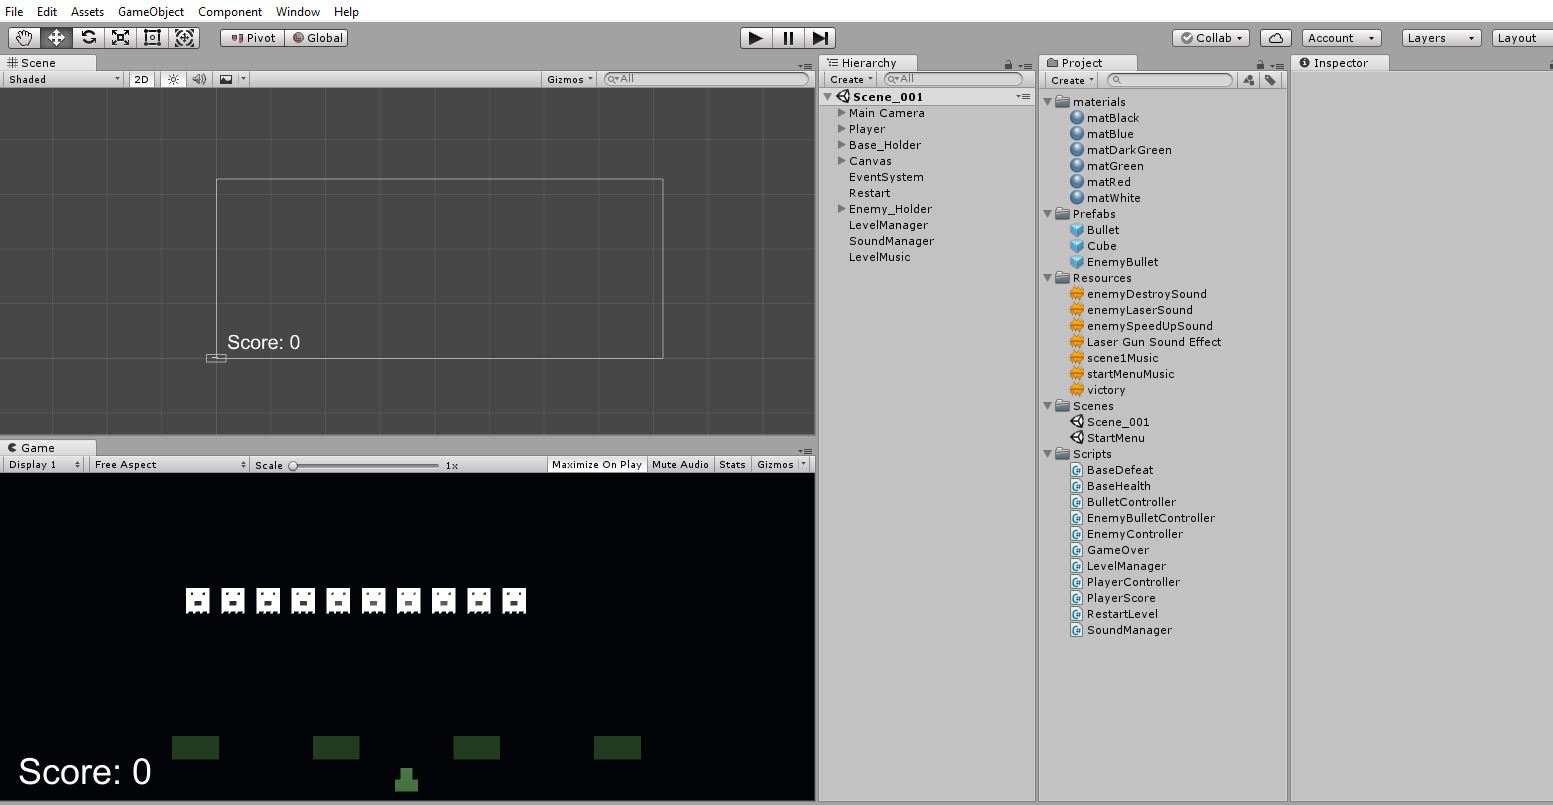 File Edit Assets GameObject Component Window Help
Pivot Global Collab Account Layers Layout
Scene
Shaded 2D Gizmos All
Score: 0
Game
Display 1 Free Aspect Scale 1x Maximize On Play Mute Audio Stats Gizmos
Score: 0
Hierarchy
Create All
Scene_001
Main Camera
Player
Base_Holder
Canvas
EventSystem
Restart
Enemy_Holder
LevelManager
SoundManager
LevelMusic
Project
Create
materials
matBlack
matBlue
matDarkGreen
matGreen
matRed
matWhite
Prefabs
Bullet
Cube
EnemyBullet
Resources
enemyDestroySound
enemyLaserSound
enemySpeedUpSound
Laser Gun Sound Effect
scene1Music
startMenuMusic
victory
Scenes
Scene_001
StartMenu
Scripts
BaseDefeat
BaseHealth
BulletController
EnemyBulletController
EnemyController
GameOver
LevelManager
PlayerController
PlayerScore
RestartLevel
SoundManager
Inspector